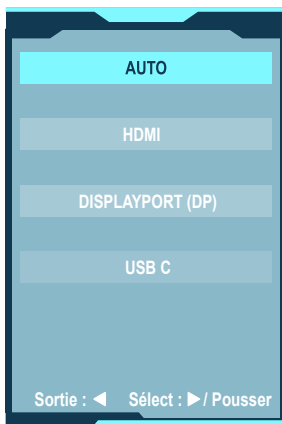 AUTO
HDMI
DISPLAYPORT (DP)
USB C
Sortie : ◀ Sélect : ▶ / Pousser